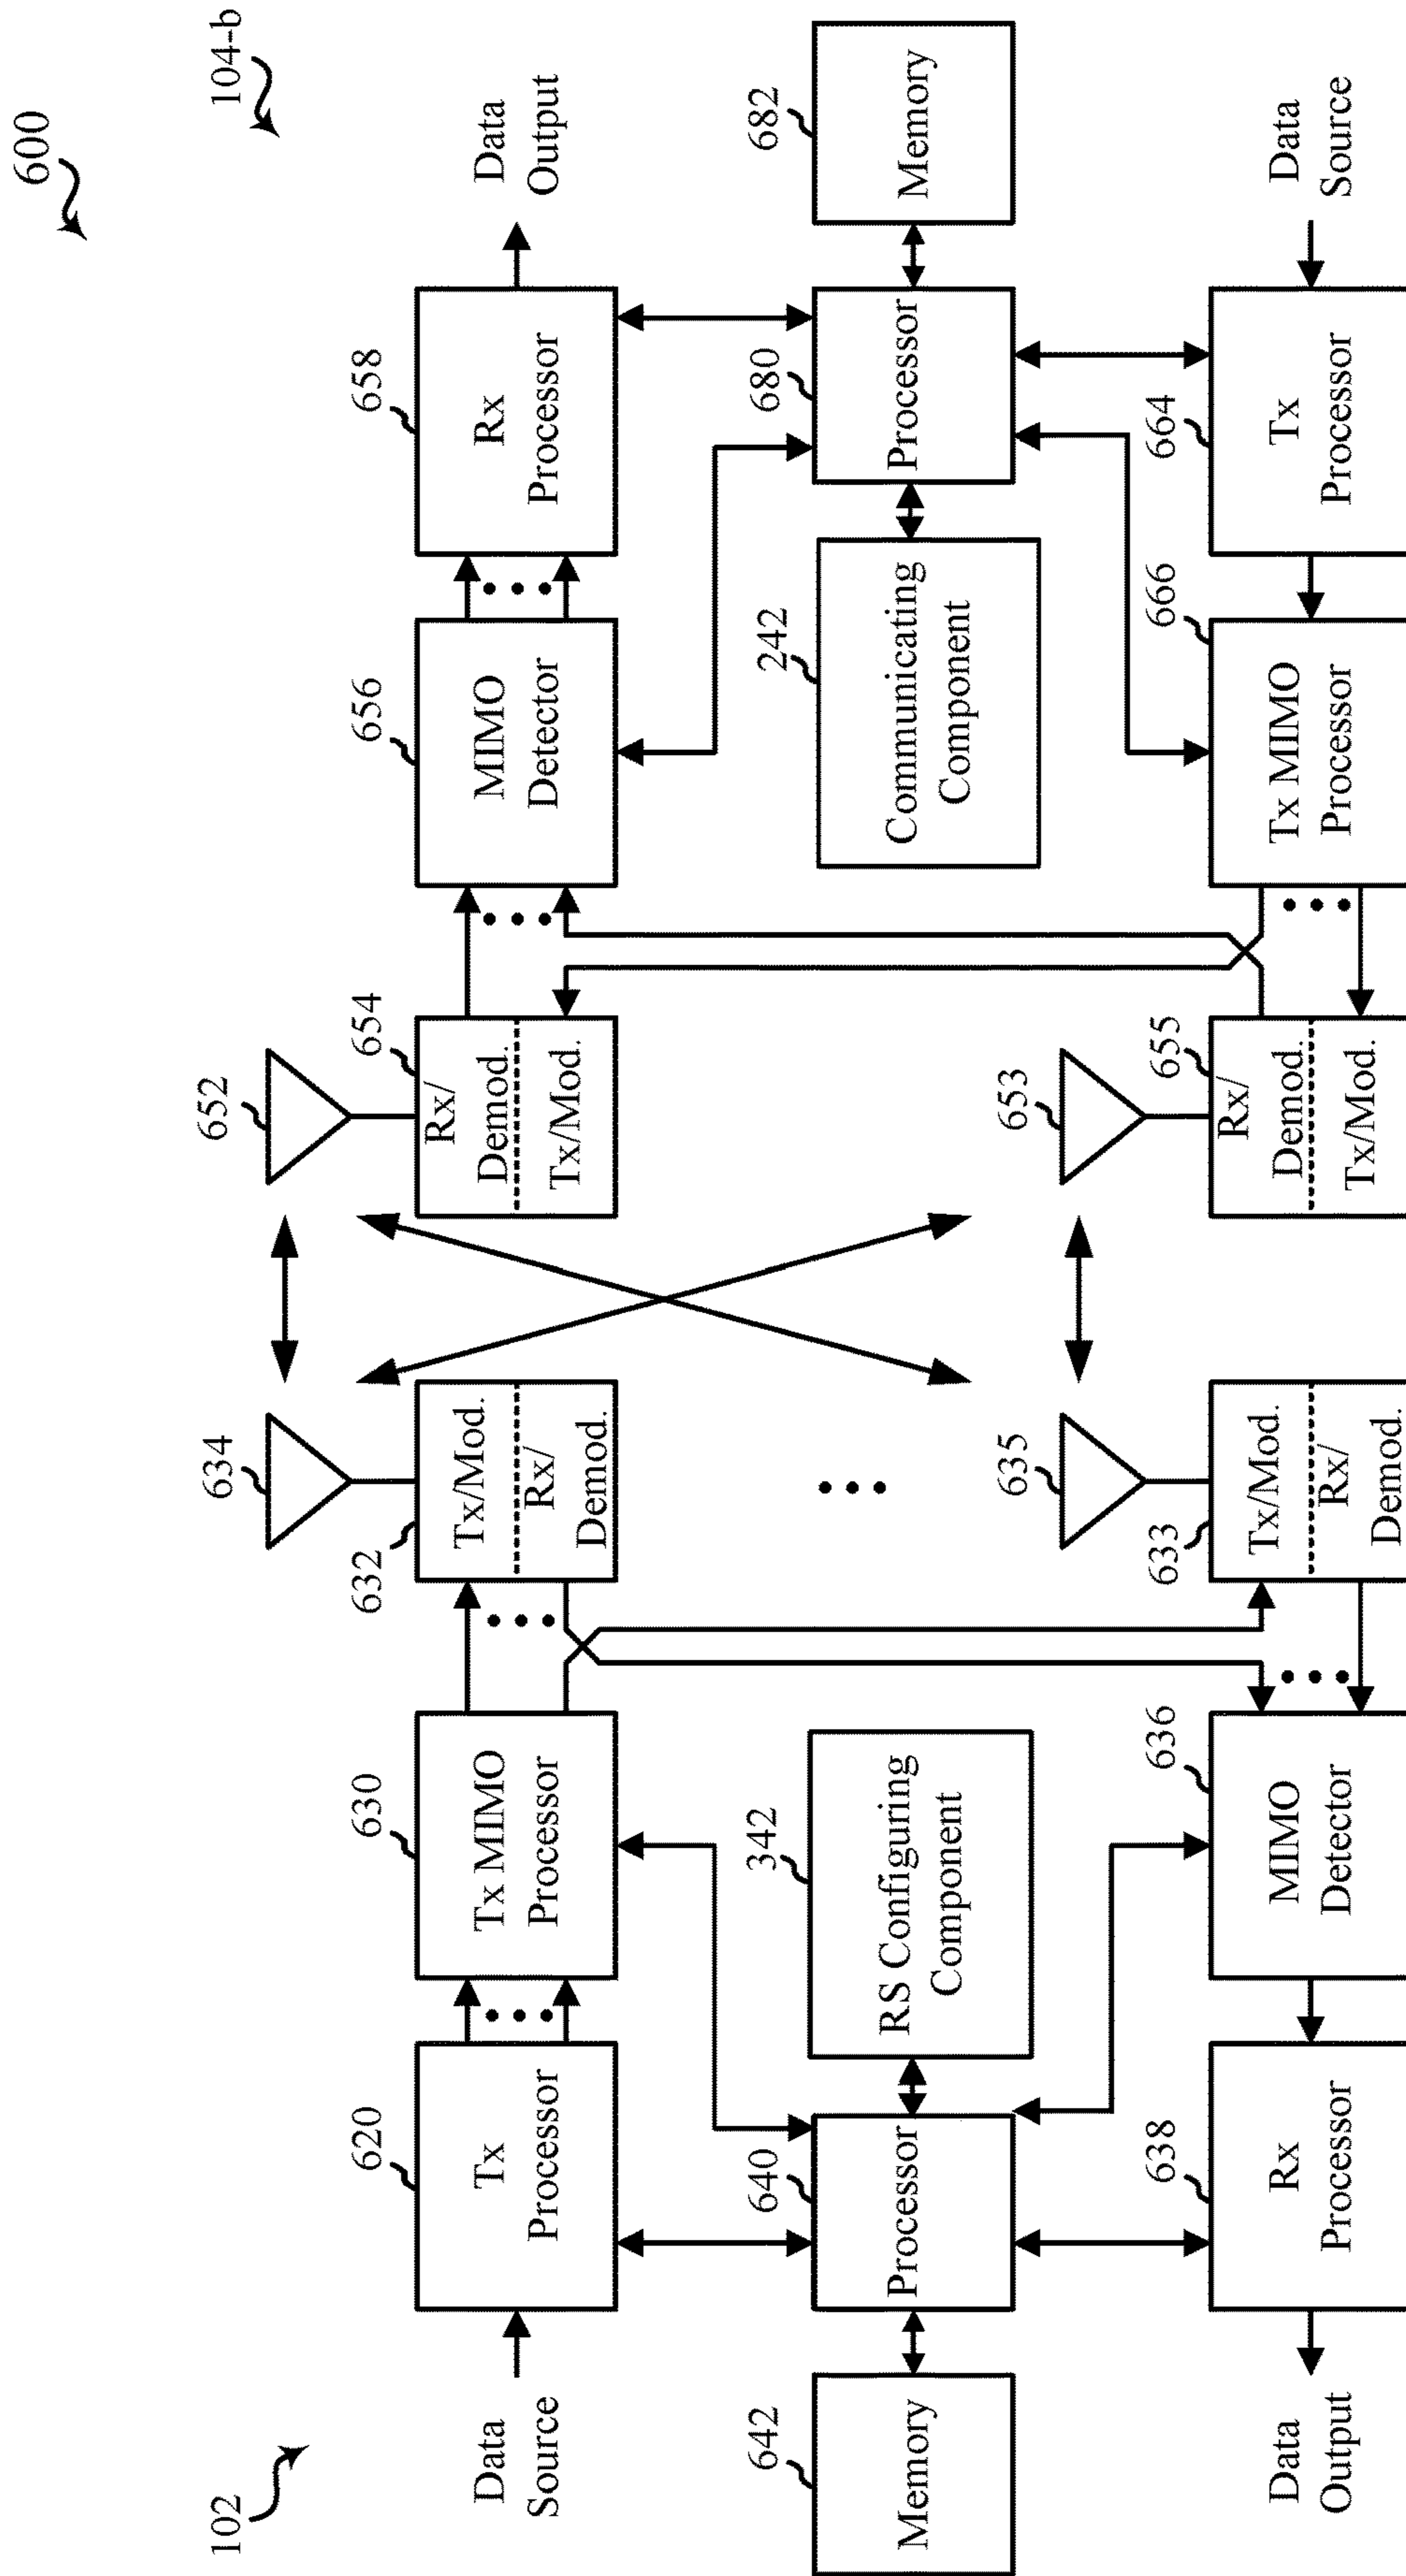 600
102
104-b
634
652
620
630
632
654
656
658
Data
Source
Tx
Processor
Tx MIMO
Processor
Tx/Mod.
Rx/
Demod.
Rx/
Demod.
Tx/Mod.
MIMO
Detector
Rx
Processor
Data
Output
642
640
342
242
680
682
Memory
Processor
RS Configuring
Component
Communicating
Component
Processor
Memory
635
653
638
636
633
655
666
664
Data
Output
Rx
Processor
MIMO
Detector
Tx/Mod.
Rx/
Demod.
Rx/
Demod.
Tx/Mod.
Tx MIMO
Processor
Tx
Processor
Data
Source